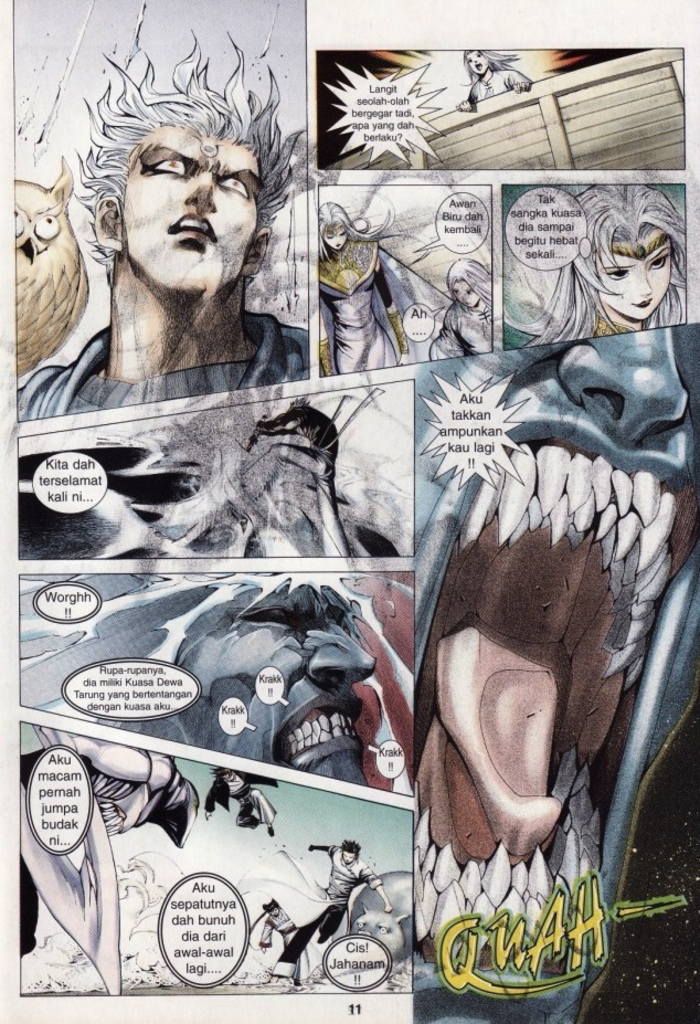 Langit
seolah-olah
bergegar tadi,
apa yang dah
berlaku?
Awan
Biru dah
kembali
....
Ah
....
Tak
sangka kuasa
dia sampai
begitu hebat
sekali....
Kita dah
terselamat
kali ni...
Aku
takkan
ampunkan
kau lagi
!!
Worghh
!!
Rupa-rupanya,
dia miliki Kuasa Dewa
Tarung yang bertentangan
dengan kuasa aku..
Krakk
!!
Krakk
!!
Krakk
!!
Aku
macam
pernah
jumpa
budak
ni...
Aku
sepatutnya
dah bunuh
dia dari
awal-awal
lagi....
Cis!
Jahanam
!!
QUAH—
11